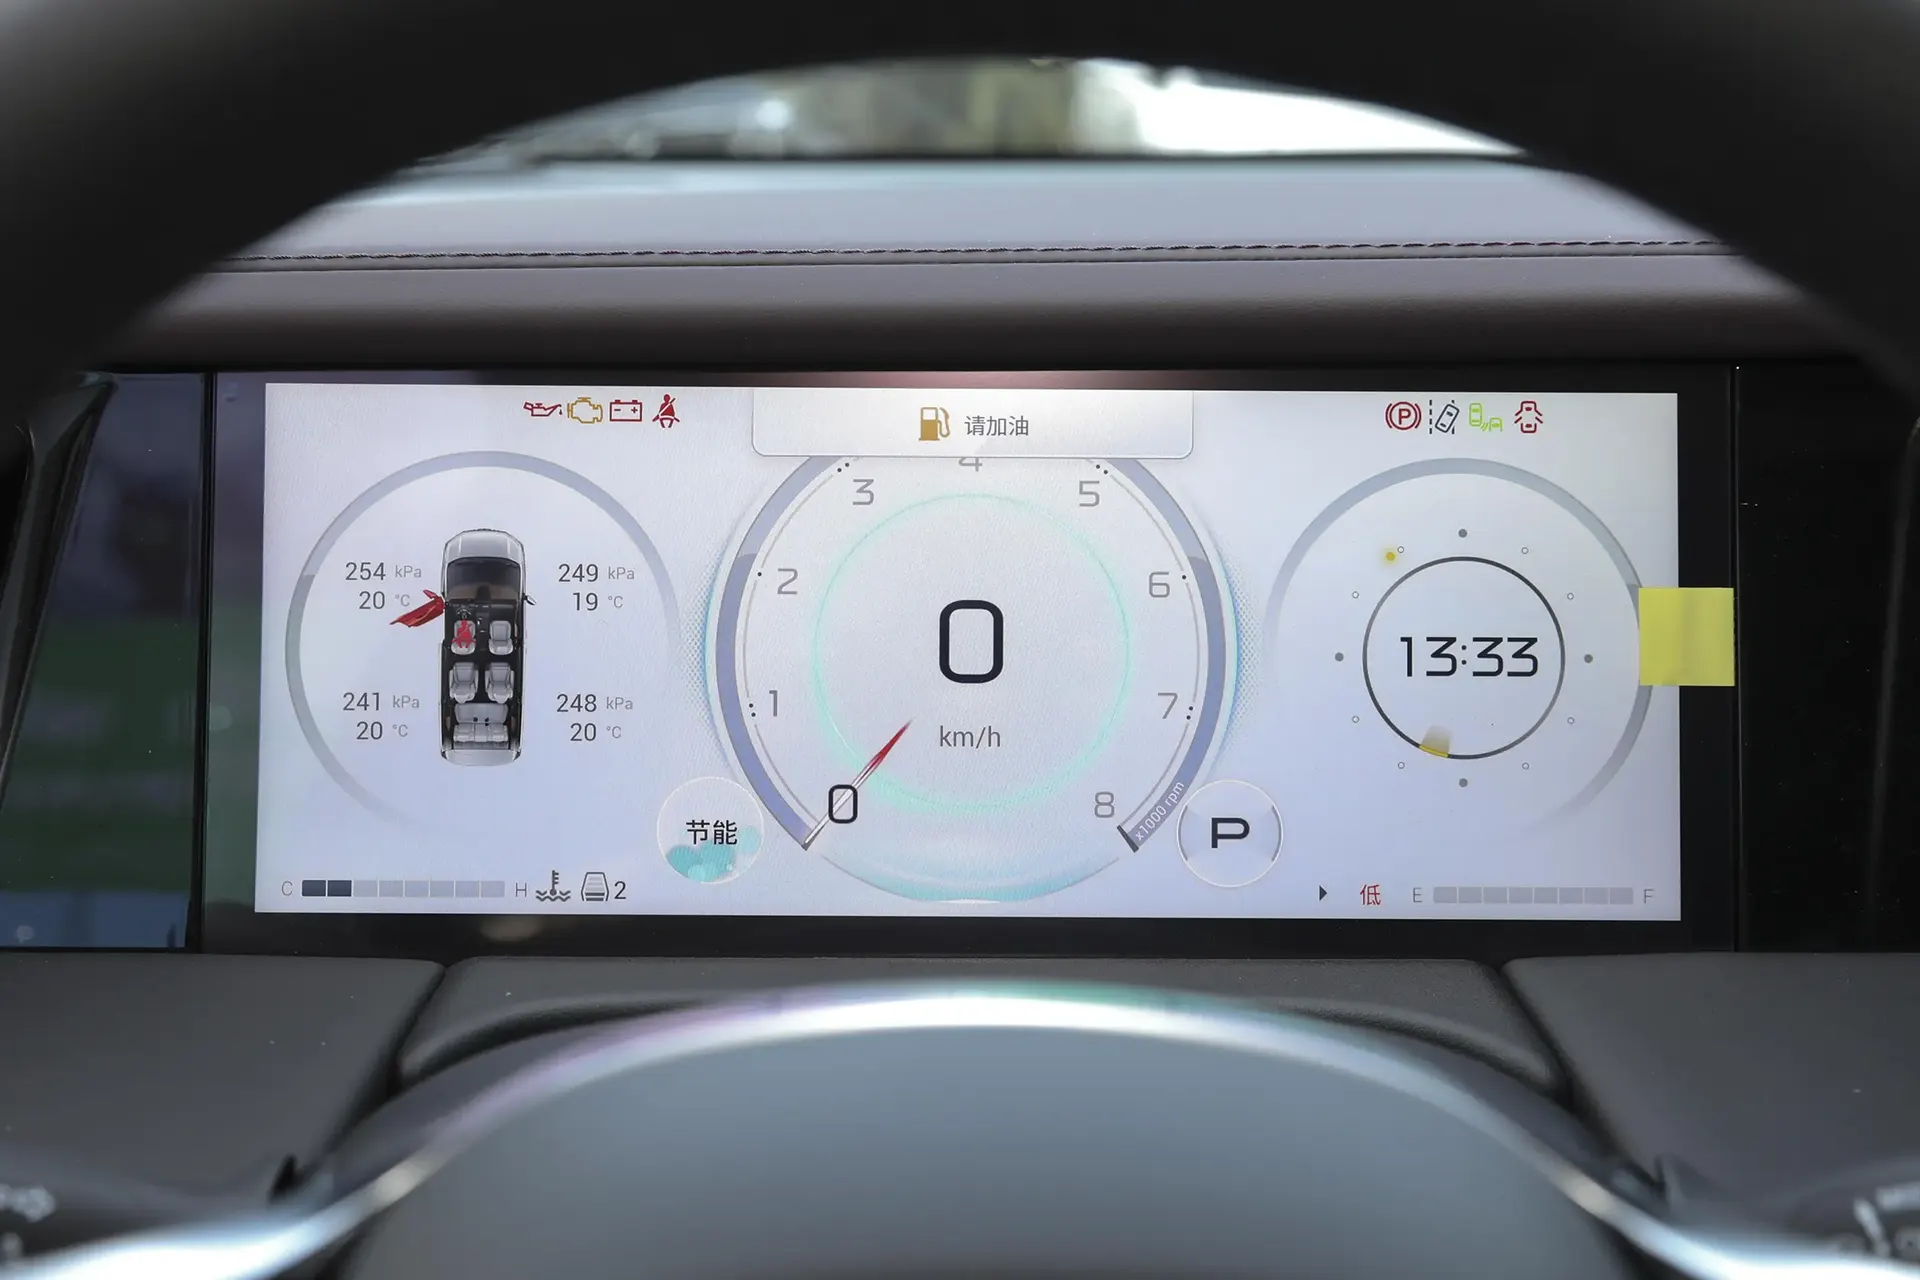 请加油
254 kPa
20 °C
249 kPa
19 °C
241 kPa
20 °C
248 kPa
20 °C
0
1
2
3
4
5
6
7
8
x1000 rpm
0
km/h
节能
P
P
13:33
C H
2
低 E F